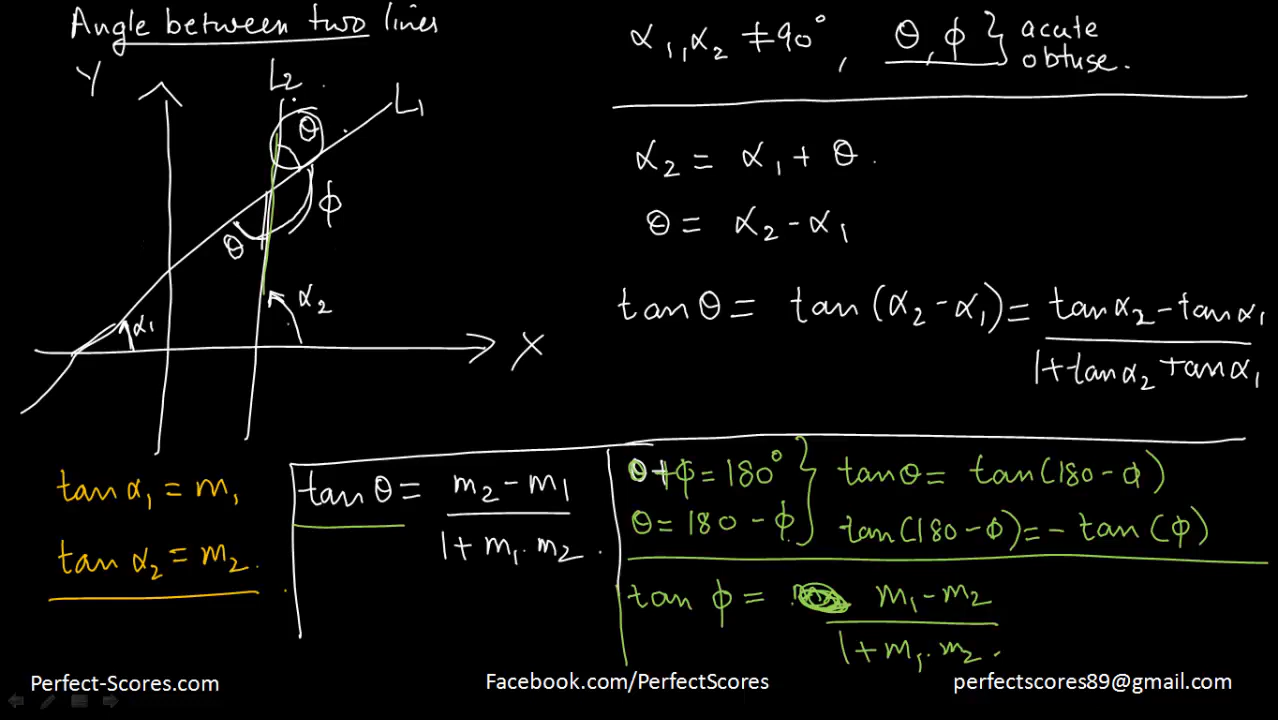 Angle between two lines
α₁, α₂ ≠ 90°, θ, φ } acute
obtuse.
Y
L₂
L₁
θ
φ
θ
α₂
α₁
X
α₂ = α₁ + θ.
θ = α₂ - α₁
tan θ = tan(α₂ - α₁) = tan α₂ - tan α₁
1 + tan α₂ tan α₁
tan α₁ = m₁
tan α₂ = m₂.
tan θ = m₂ - m₁
1 + m₁. m₂.
θ + φ = 180° } tan θ = tan(180 - φ)
θ = 180 - φ } tan(180 - φ) = - tan(φ)
tan φ = m₁ - m₂
1 + m₁. m₂.
Perfect-Scores.com
Facebook.com/PerfectScores
perfectscores89@gmail.com